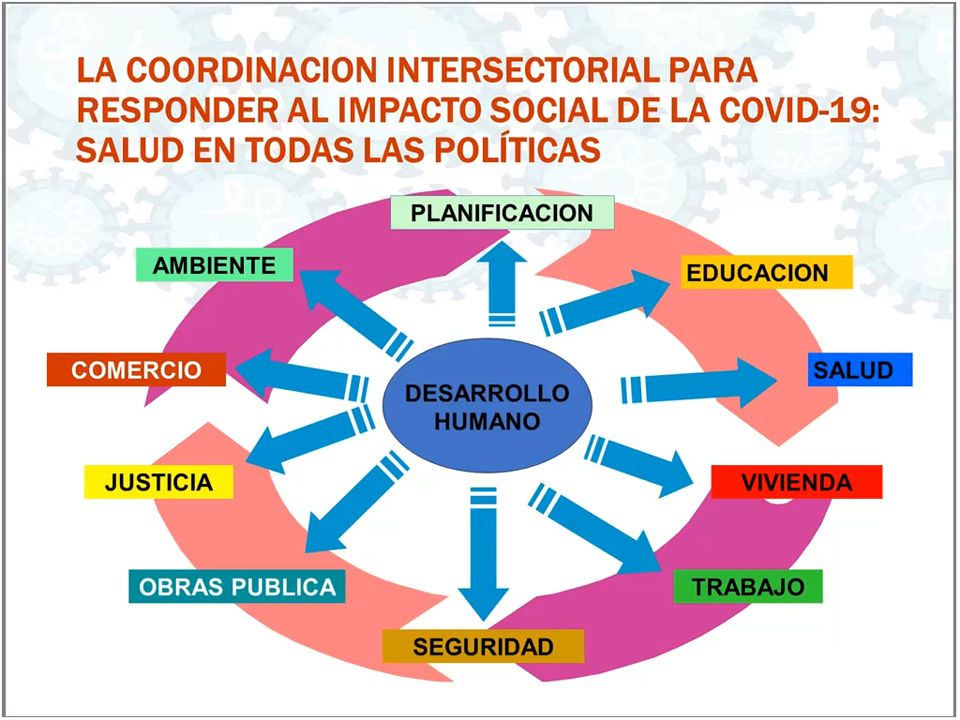 LA COORDINACION INTERSECTORIAL PARA
RESPONDER AL IMPACTO SOCIAL DE LA COVID-19:
SALUD EN TODAS LAS POLÍTICAS
PLANIFICACION
AMBIENTE
EDUCACION
COMERCIO
SALUD
DESARROLLO
HUMANO
JUSTICIA
VIVIENDA
OBRAS PUBLICA
TRABAJO
SEGURIDAD